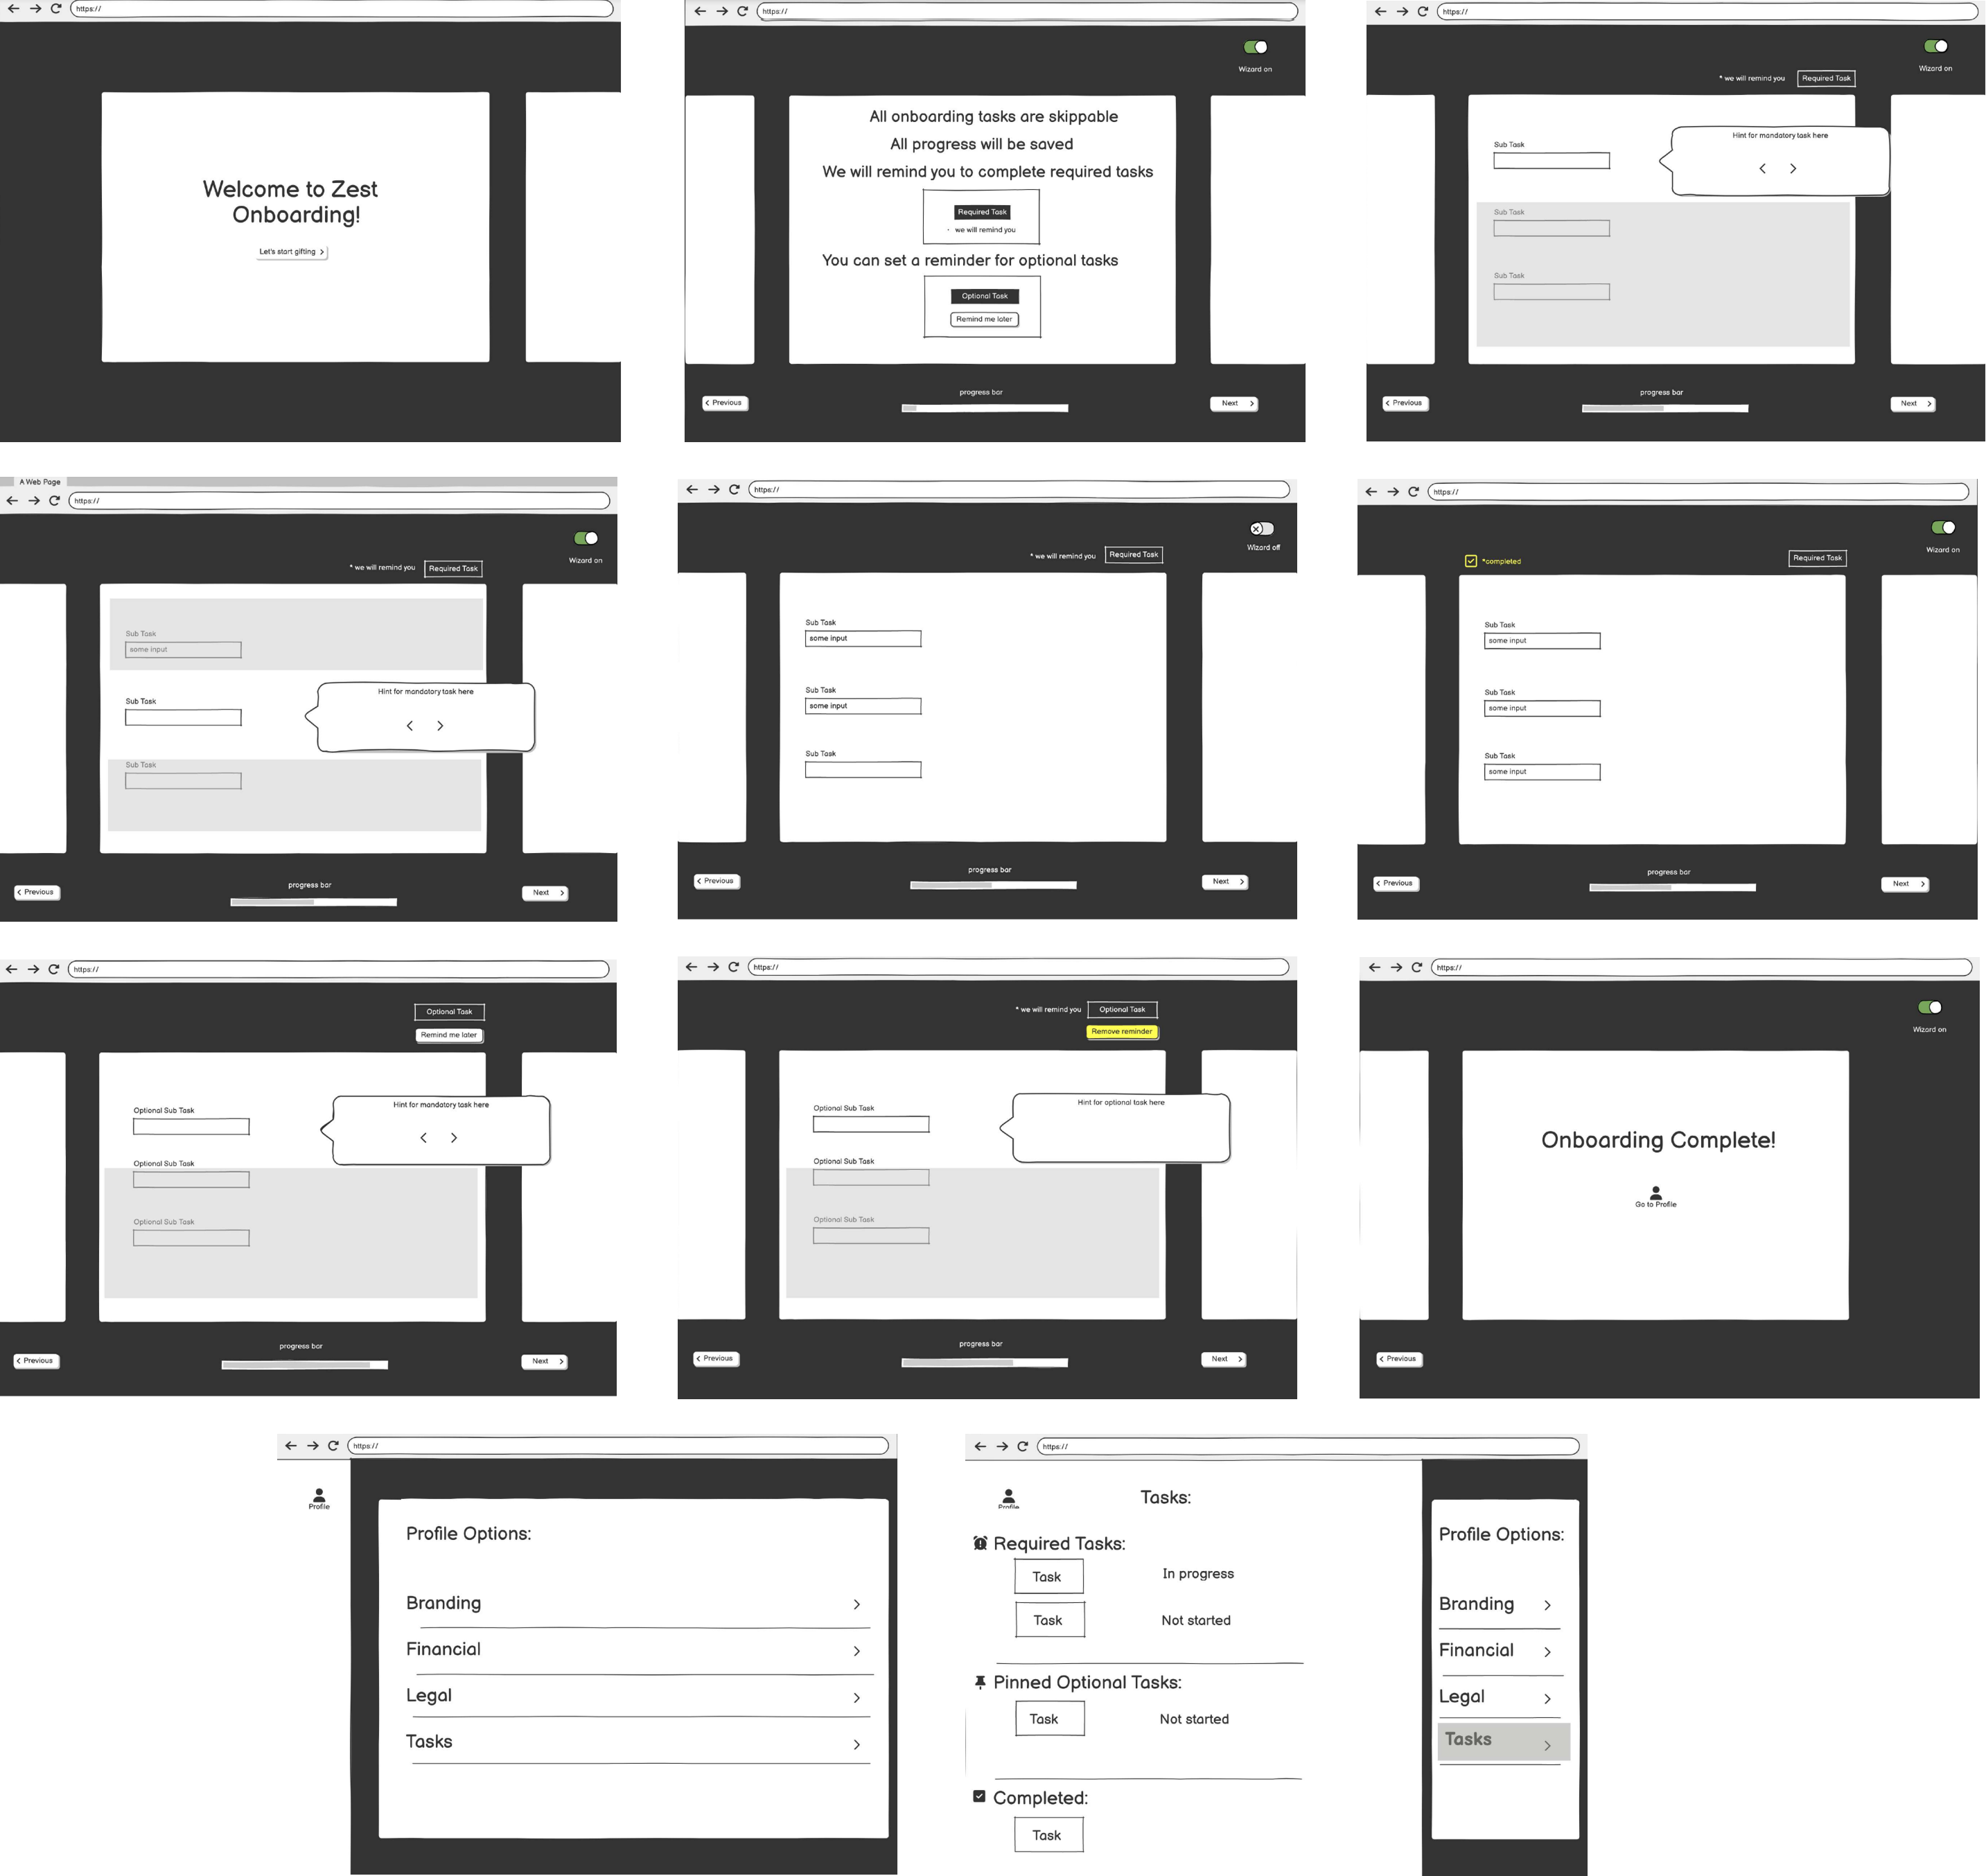 https://
Welcome to Zest
Onboarding!
Let's start gifting
https://
Wizard on
All onboarding tasks are skippable
All progress will be saved
We will remind you to complete required tasks
Required Task
· we will remind you
You can set a reminder for optional tasks
Optional Task
Remind me later
progress bar
Previous
Next
https://
Wizard on
* we will remind you
Required Task
Hint for mandatory task here
Sub Task
Sub Task
Sub Task
progress bar
Previous
Next
A Web Page
https://
Wizard on
* we will remind you
Required Task
Sub Task
some input
Hint for mandatory task here
Sub Task
Sub Task
progress bar
Previous
Next
https://
Wizard off
* we will remind you
Required Task
Sub Task
some input
Sub Task
some input
Sub Task
progress bar
Previous
Next
https://
Wizard on
*completed
Required Task
Sub Task
some input
Sub Task
some input
Sub Task
some input
progress bar
Previous
Next
https://
Optional Task
Remind me later
Hint for mandatory task here
Optional Sub Task
Optional Sub Task
Optional Sub Task
progress bar
Previous
Next
https://
* we will remind you
Optional Task
Remove reminder
Hint for optional task here
Optional Sub Task
Optional Sub Task
Optional Sub Task
progress bar
Previous
Next
https://
Wizard on
Onboarding Complete!
Go to Profile
Previous
https://
Profile
Profile Options:
Branding
Financial
Legal
Tasks
https://
Profile
Tasks:
Required Tasks:
Task
In progress
Task
Not started
Pinned Optional Tasks:
Task
Not started
Completed:
Task
Profile Options:
Branding
Financial
Legal
Tasks